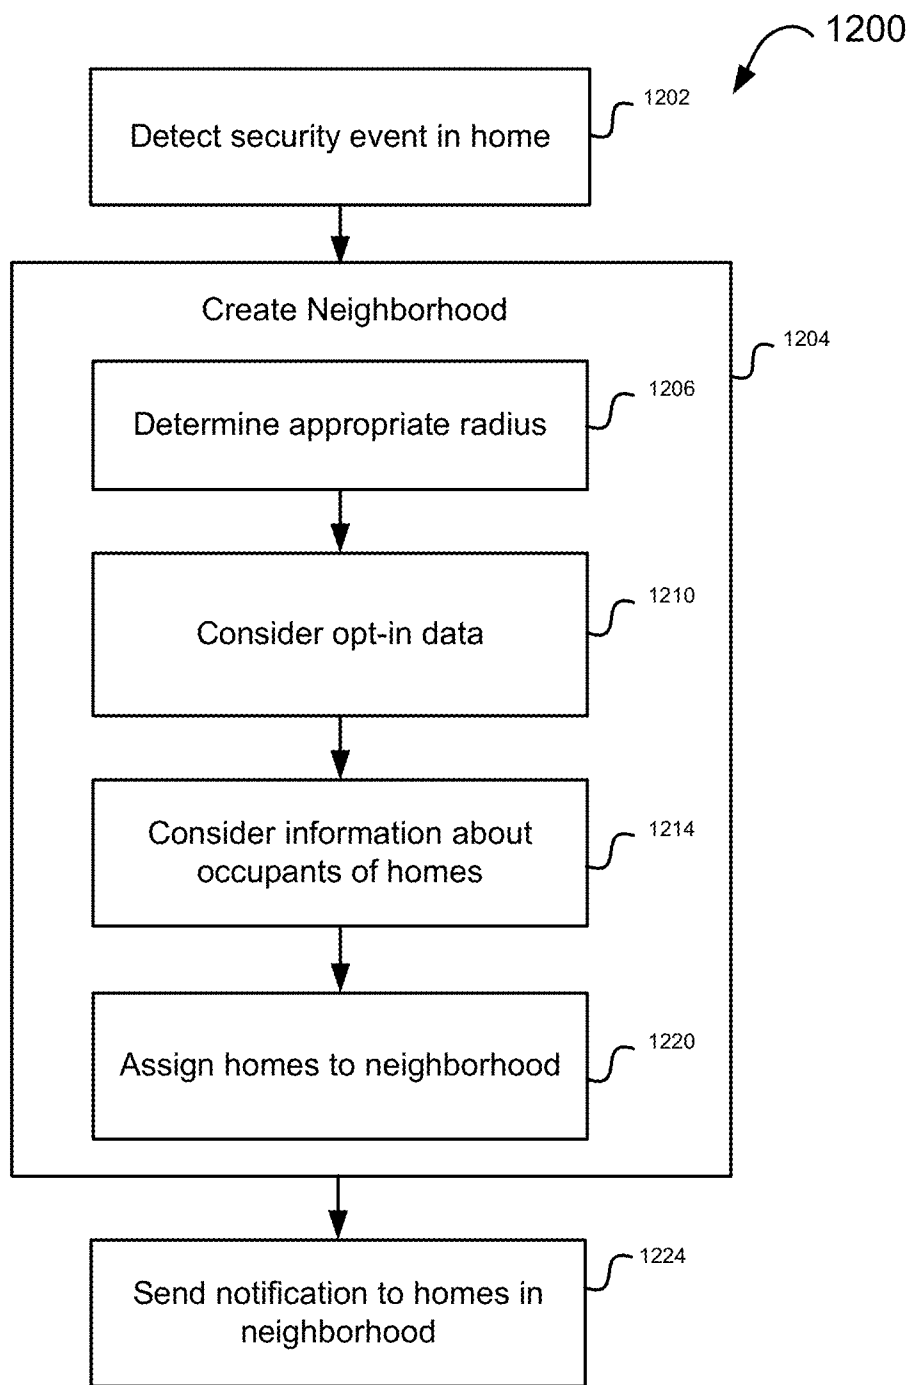 1200
1202
Detect security event in home
Create Neighborhood
1204
1206
Determine appropriate radius
1210
Consider opt-in data
1214
Consider information about
occupants of homes
1220
Assign homes to neighborhood
1224
Send notification to homes in
neighborhood